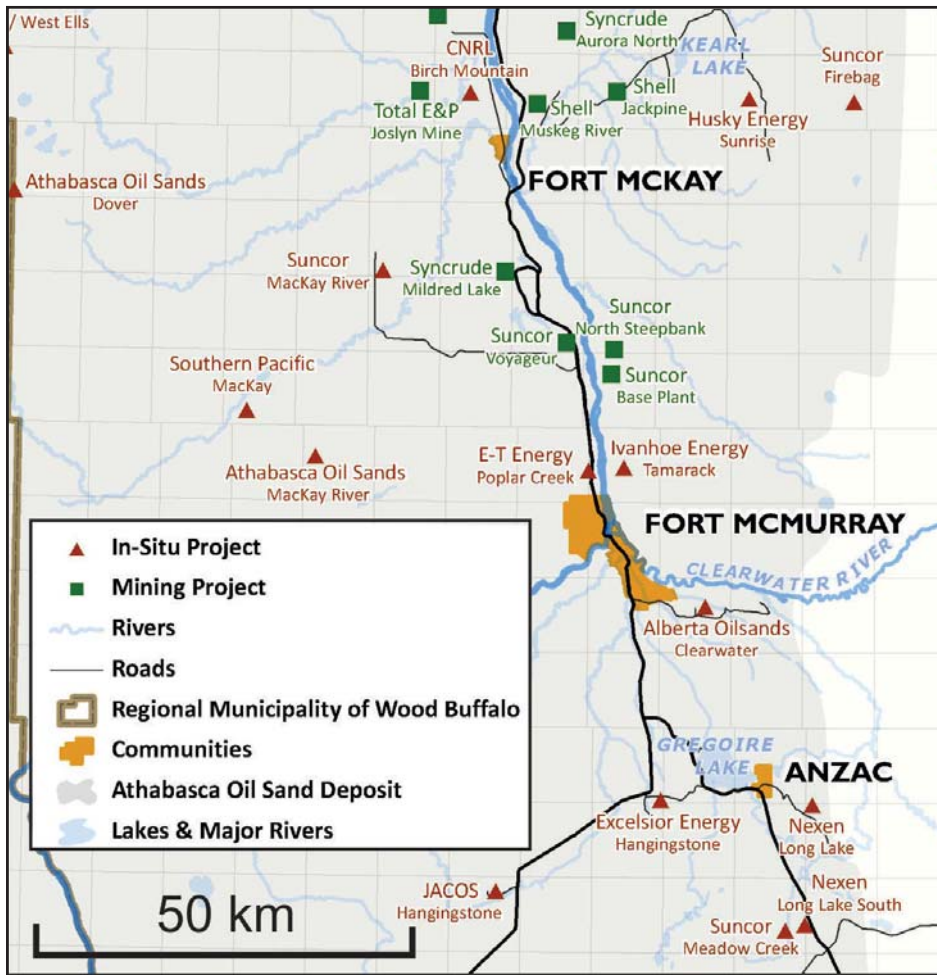 / West Ells
CNRL
Birch Mountain
Syncrude
Aurora North
KEARL
LAKE
Suncor
Firebag
Total E&P
Joslyn Mine
Shell
Muskeg River
Shell
Jackpine
Husky Energy
Sunrise
FORT MCKAY
Athabasca Oil Sands
Dover
Suncor
MacKay River
Syncrude
Mildred Lake
Suncor
North Steepbank
Suncor
Voyageur
Suncor
Base Plant
Southern Pacific
MacKay
Athabasca Oil Sands
MacKay River
E-T Energy
Poplar Creek
Ivanhoe Energy
Tamarack
FORT MCMURRAY
CLEARWATER RIVER
Alberta Oilsands
Clearwater
In-Situ Project
Mining Project
Rivers
Roads
Regional Municipality of Wood Buffalo
Communities
Athabasca Oil Sand Deposit
Lakes & Major Rivers
GREGOIRE
LAKE
ANZAC
Excelsior Energy
Hangingstone
Nexen
Long Lake
JACOS
Hangingstone
Nexen
Long Lake South
Suncor
Meadow Creek
50 km